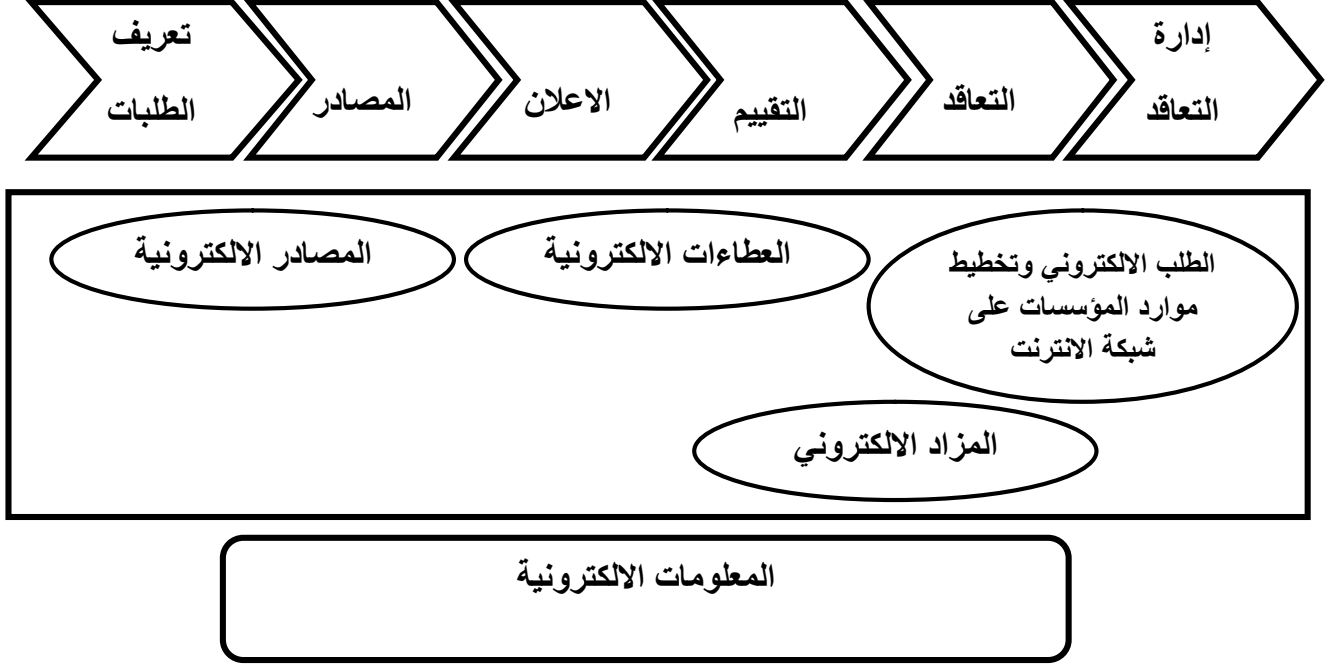 تعريف
الطلبات
المصادر
الاعلان
التقييم
التعاقد
إدارة
التعاقد
المصادر الالكترونية
العطاءات الالكترونية
الطلب الالكتروني وتخطيط
موارد المؤسسات على
شبكة الانترنت
المزاد الالكتروني
المعلومات الالكترونية